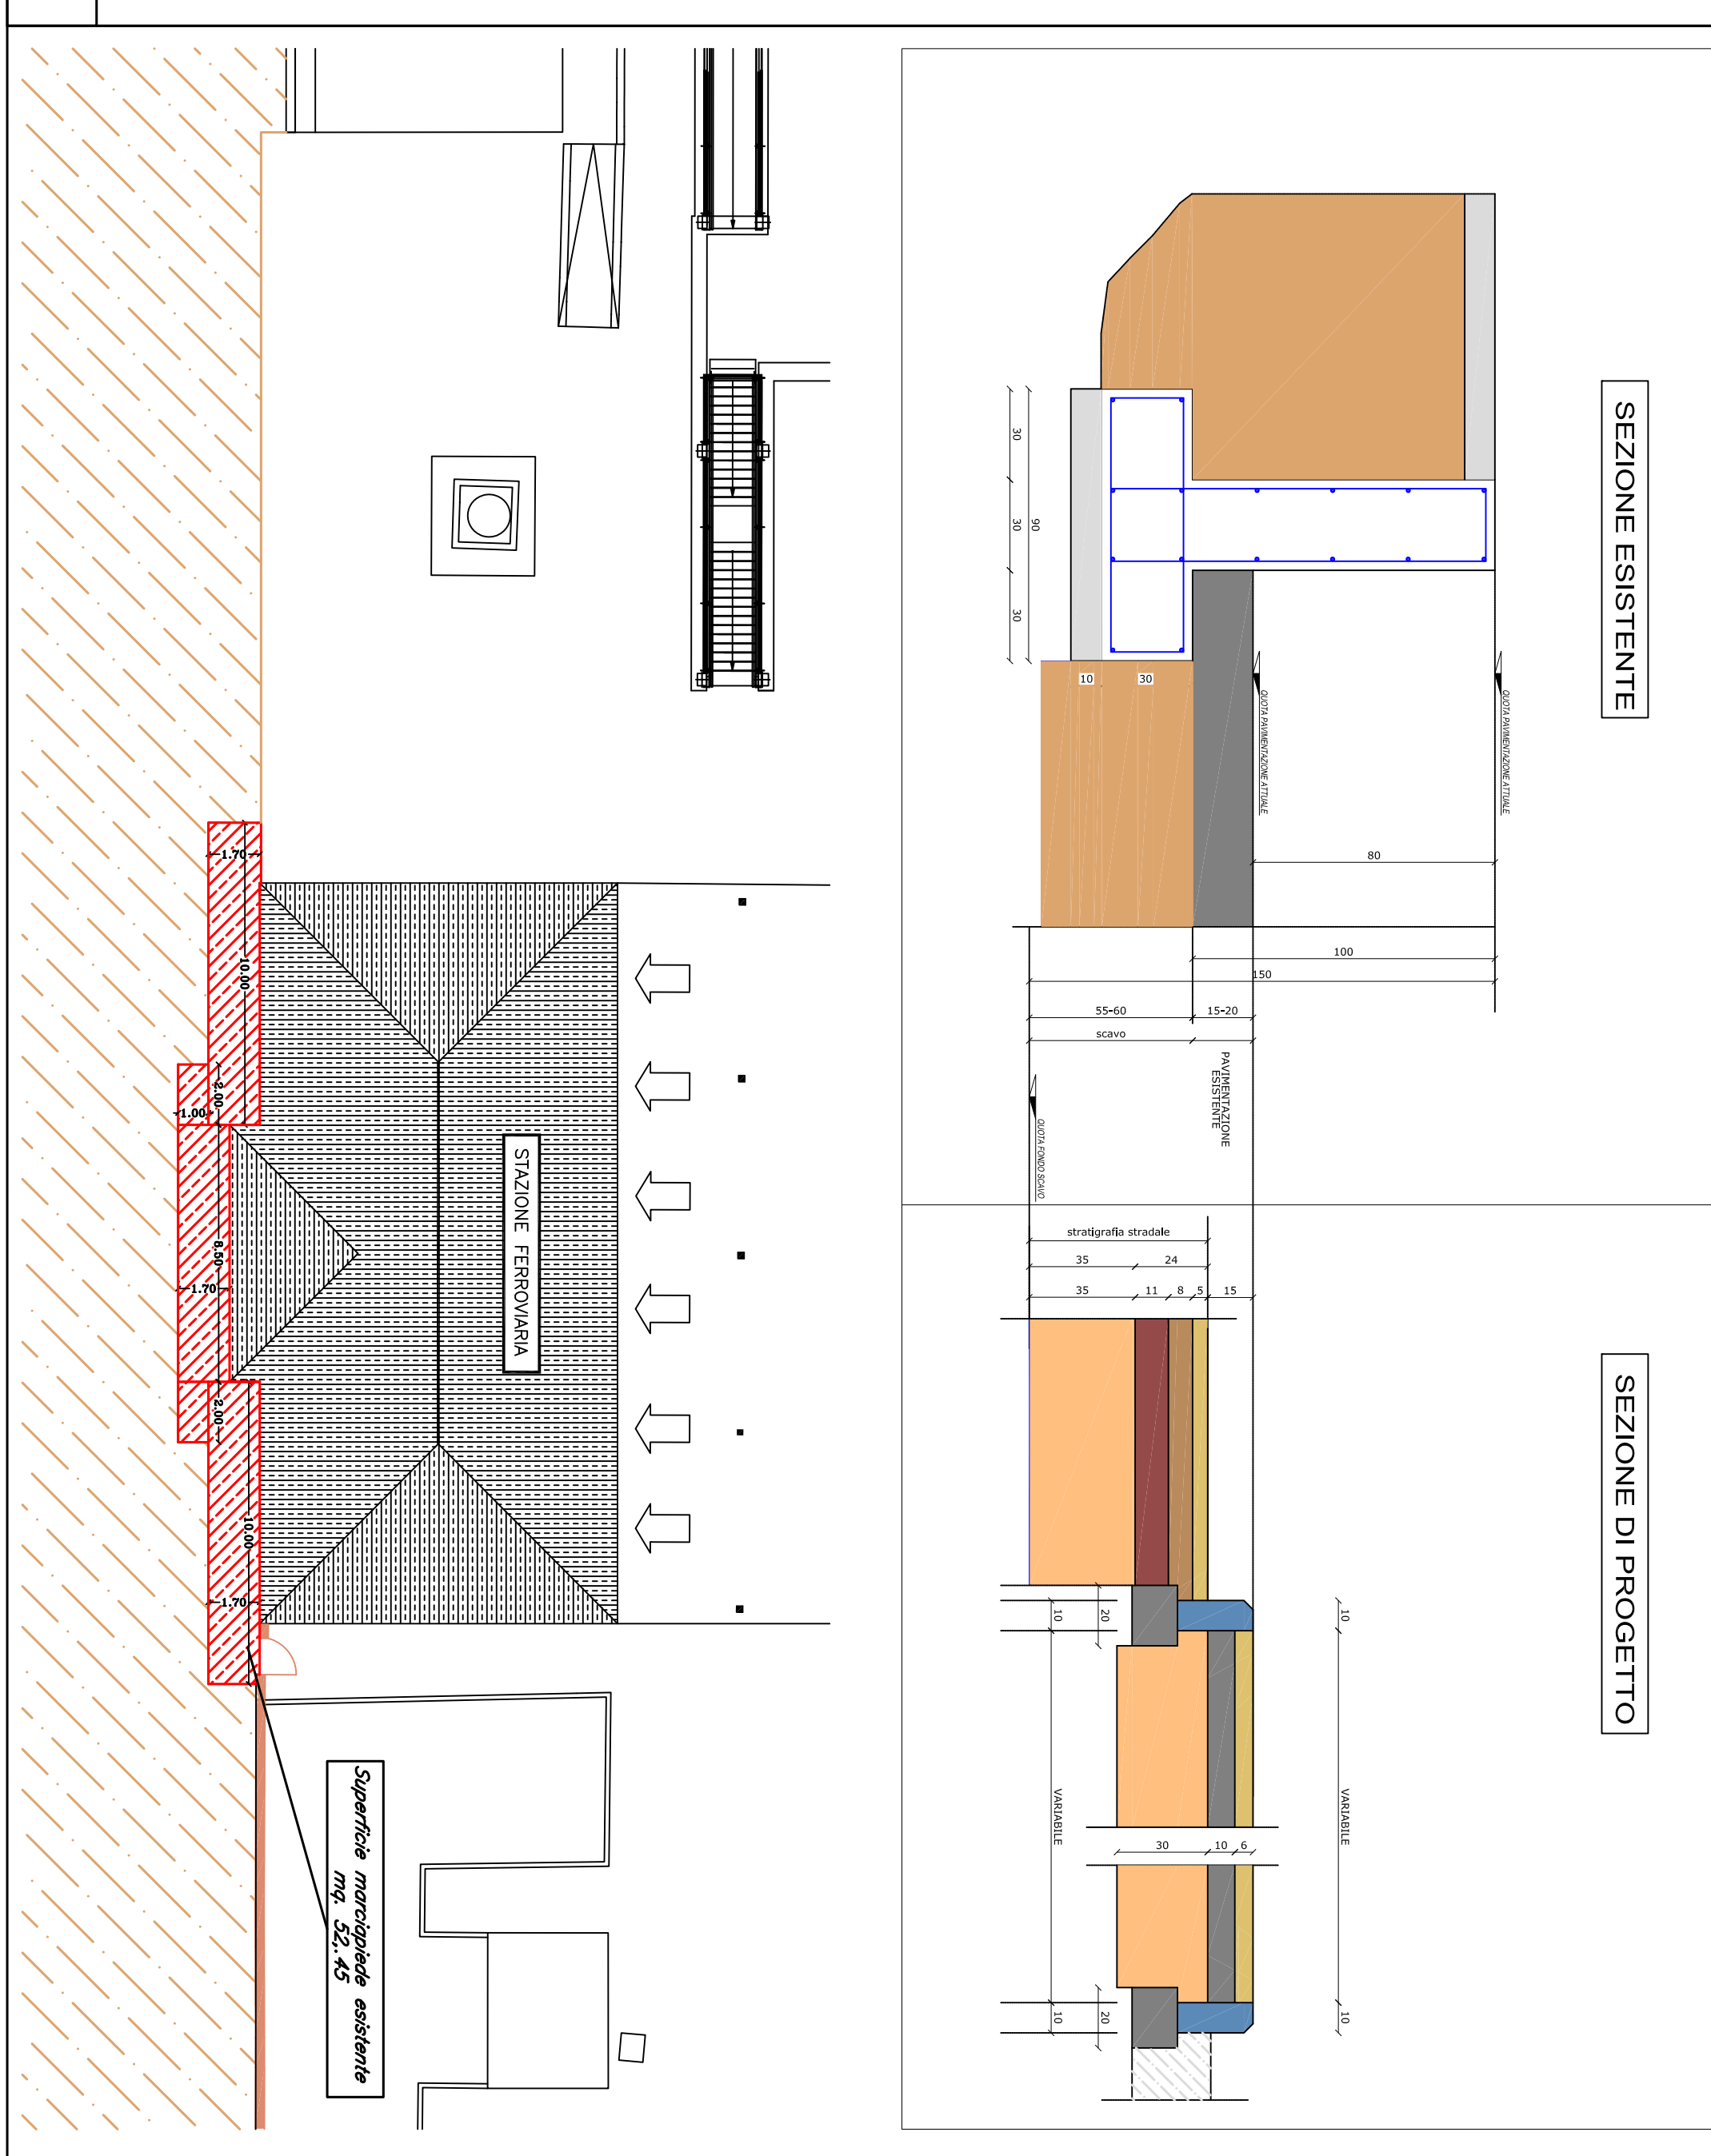 SEZIONE ESISTENTE
QUOTA PAVIMENTAZIONE ATTUALE
QUOTA PAVIMENTAZIONE ATTUALE
80
100
150
55-60
15-20
scavo
PAVIMENTAZIONE
ESISTENTE
QUOTA FONDO SCAVO
30
30
30
90
10
30
SEZIONE DI PROGETTO
stratigrafia stradale
35
24
35
11
8
5
15
10
20
10
VARIABILE
VARIABILE
30
10
6
10
20
10
STAZIONE FERROVIARIA
1.70
10.00
2.00
1.00
8.50
1.70
2.00
10.00
1.70
Superficie marciapiede esistente
mq. 52,.45